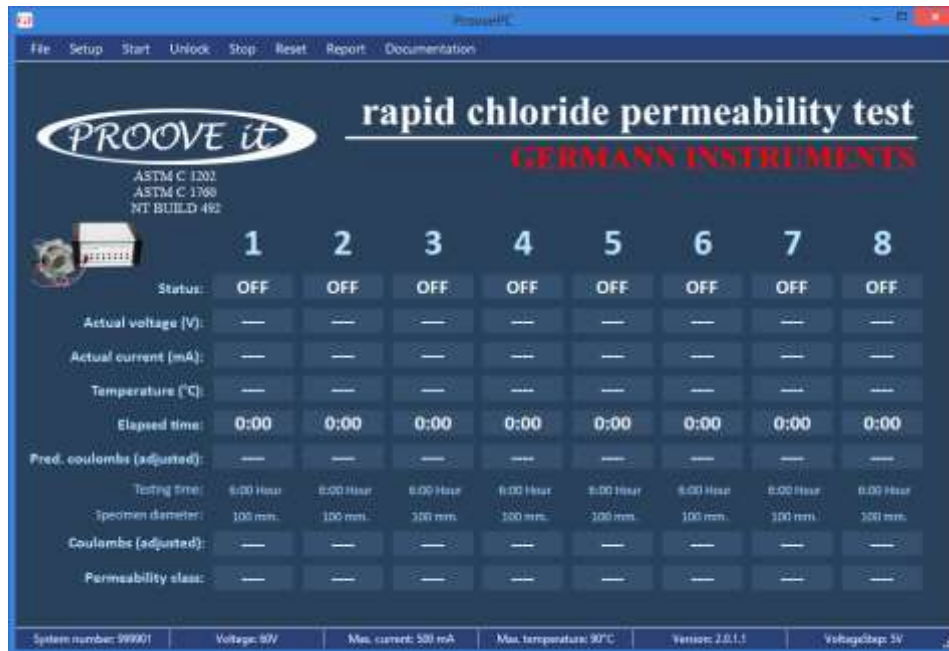 ProovePC
File Setup Start Unlock Stop Reset Report Documentation
PROOVE it
rapid chloride permeability test
GERMANN INSTRUMENTS
ASTM C 1202
ASTM C 1760
NT BUILD 492
1 2 3 4 5 6 7 8
Status: OFF OFF OFF OFF OFF OFF OFF OFF
Actual voltage (V): ---- ---- ---- ---- ---- ---- ---- ----
Actual current (mA): ---- ---- ---- ---- ---- ---- ---- ----
Temperature (°C): ---- ---- ---- ---- ---- ---- ---- ----
Elapsed time: 0:00 0:00 0:00 0:00 0:00 0:00 0:00 0:00
Pred. coulombs (adjusted): ---- ---- ---- ---- ---- ---- ---- ----
Testing time: 6:00 Hour 6:00 Hour 6:00 Hour 6:00 Hour 6:00 Hour 6:00 Hour 6:00 Hour 6:00 Hour
Specimen diameter: 100 mm. 100 mm. 100 mm. 100 mm. 100 mm. 100 mm. 100 mm. 100 mm.
Coulombs (adjusted): ---- ---- ---- ---- ---- ---- ---- ----
Permeability class: ---- ---- ---- ---- ---- ---- ---- ----
System number: 999901 Voltage: 60V Max. current: 500 mA Max. temperature: 90°C Version: 2.0.1.1 VoltageStep: 5V